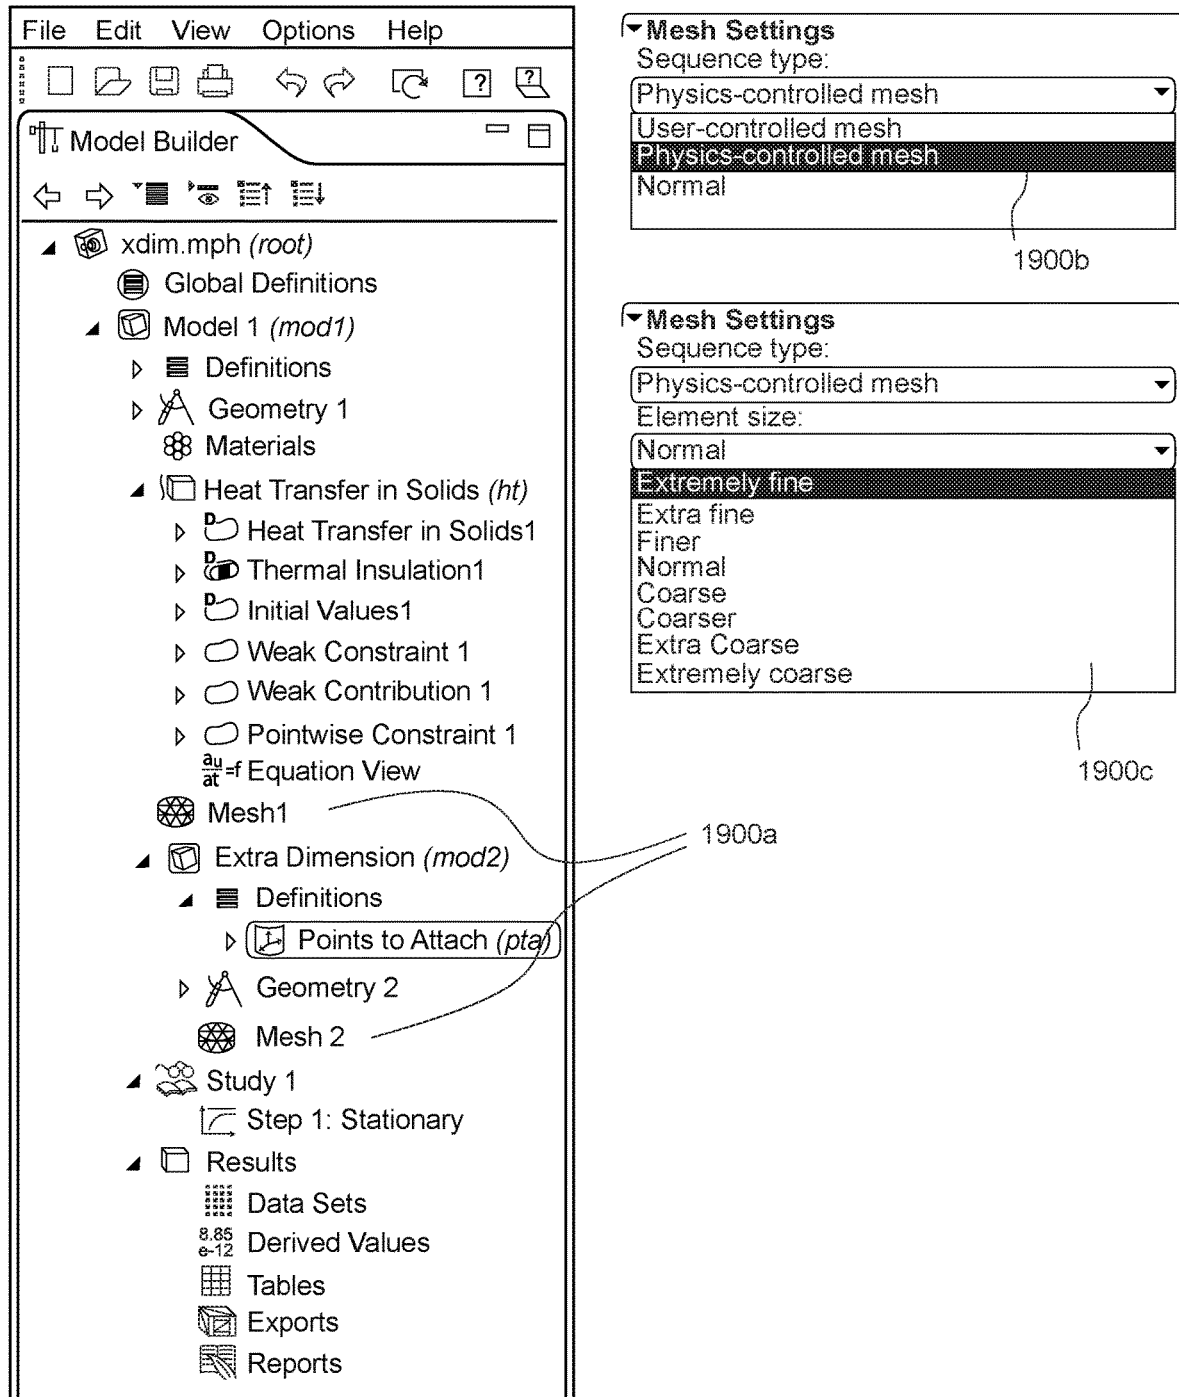 File Edit View Options Help
? ?
Model Builder
xdim.mph (root)
Global Definitions
Model 1 (mod1)
Definitions
Geometry 1
Materials
Heat Transfer in Solids (ht)
D Heat Transfer in Solids1
D Thermal Insulation1
D Initial Values1
Weak Constraint 1
Weak Contribution 1
Pointwise Constraint 1
au/at =f Equation View
Mesh1
Extra Dimension (mod2)
Definitions
Points to Attach (pta)
Geometry 2
Mesh 2
Study 1
Step 1: Stationary
Results
Data Sets
8.85 e-12 Derived Values
Tables
Exports
Reports
1900a
Mesh Settings
Sequence type:
Physics-controlled mesh
User-controlled mesh
Physics-controlled mesh
Normal
1900b
Mesh Settings
Sequence type:
Physics-controlled mesh
Element size:
Normal
Extremely fine
Extra fine
Finer
Normal
Coarse
Coarser
Extra Coarse
Extremely coarse
1900c